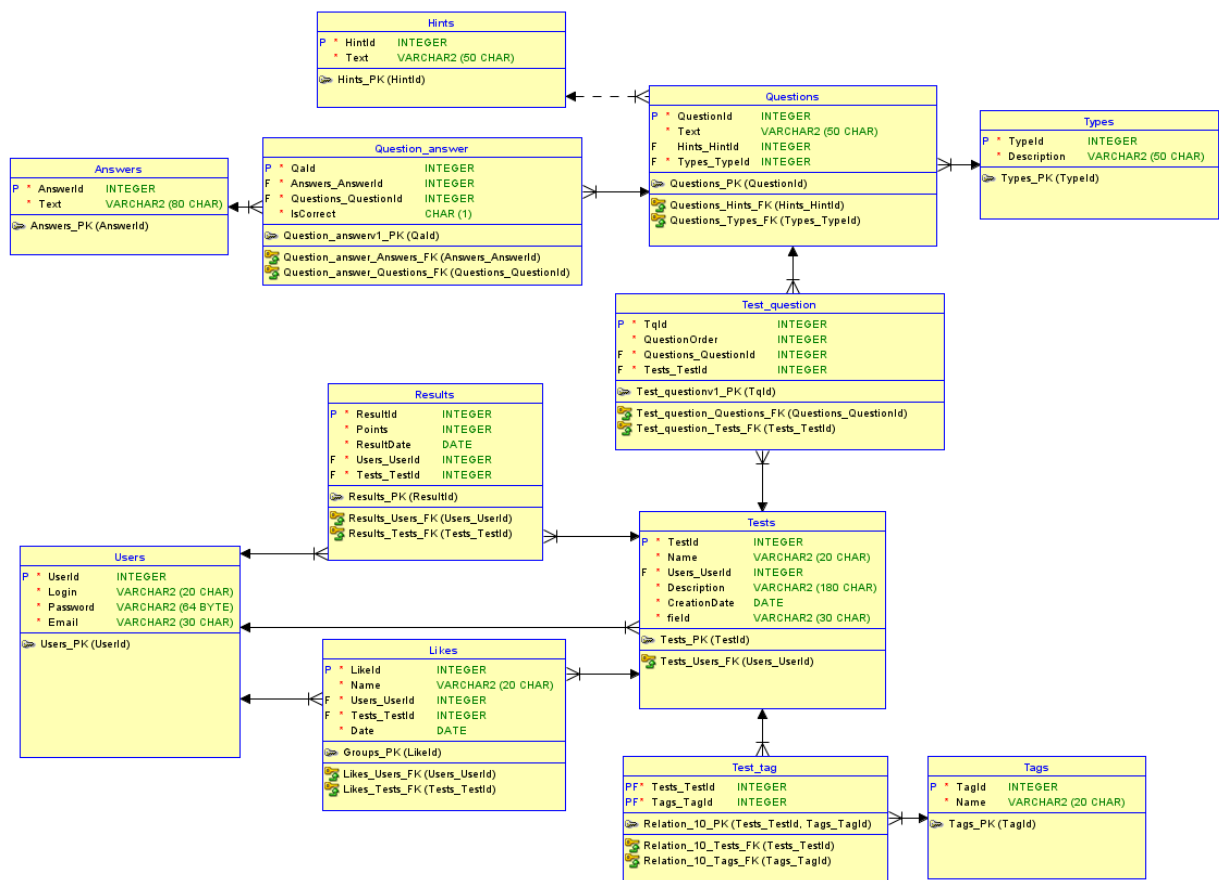 Hints
P * HintId INTEGER
* Text VARCHAR2 (50 CHAR)
Hints_PK (HintId)
Questions
P * QuestionId INTEGER
* Text VARCHAR2 (50 CHAR)
F Hints_HintId INTEGER
F * Types_TypeId INTEGER
Questions_PK (QuestionId)
Questions_Hints_FK (Hints_HintId)
Questions_Types_FK (Types_TypeId)
Types
P * TypeId INTEGER
* Description VARCHAR2 (50 CHAR)
Types_PK (TypeId)
Question_answer
P * QaId INTEGER
F * Answers_AnswerId INTEGER
F * Questions_QuestionId INTEGER
* IsCorrect CHAR (1)
Question_answerv1_PK (QaId)
Question_answer_Answers_FK (Answers_AnswerId)
Question_answer_Questions_FK (Questions_QuestionId)
Answers
P * AnswerId INTEGER
* Text VARCHAR2 (80 CHAR)
Answers_PK (AnswerId)
Test_question
P * TqId INTEGER
* QuestionOrder INTEGER
F * Questions_QuestionId INTEGER
F * Tests_TestId INTEGER
Test_questionv1_PK (TqId)
Test_question_Questions_FK (Questions_QuestionId)
Test_question_Tests_FK (Tests_TestId)
Results
P * ResultId INTEGER
* Points INTEGER
* ResultDate DATE
F * Users_UserId INTEGER
F * Tests_TestId INTEGER
Results_PK (ResultId)
Results_Users_FK (Users_UserId)
Results_Tests_FK (Tests_TestId)
Tests
P * TestId INTEGER
* Name VARCHAR2 (20 CHAR)
F * Users_UserId INTEGER
* Description VARCHAR2 (180 CHAR)
* CreationDate DATE
* field VARCHAR2 (30 CHAR)
Tests_PK (TestId)
Tests_Users_FK (Users_UserId)
Users
P * UserId INTEGER
* Login VARCHAR2 (20 CHAR)
* Password VARCHAR2 (64 BYTE)
* Email VARCHAR2 (30 CHAR)
Users_PK (UserId)
Likes
P * LikeId INTEGER
* Name VARCHAR2 (20 CHAR)
F * Users_UserId INTEGER
F * Tests_TestId INTEGER
* Date DATE
Groups_PK (LikeId)
Likes_Users_FK (Users_UserId)
Likes_Tests_FK (Tests_TestId)
Test_tag
PF* Tests_TestId INTEGER
PF* Tags_TagId INTEGER
Relation_10_PK (Tests_TestId, Tags_TagId)
Relation_10_Tests_FK (Tests_TestId)
Relation_10_Tags_FK (Tags_TagId)
Tags
P * TagId INTEGER
* Name VARCHAR2 (20 CHAR)
Tags_PK (TagId)